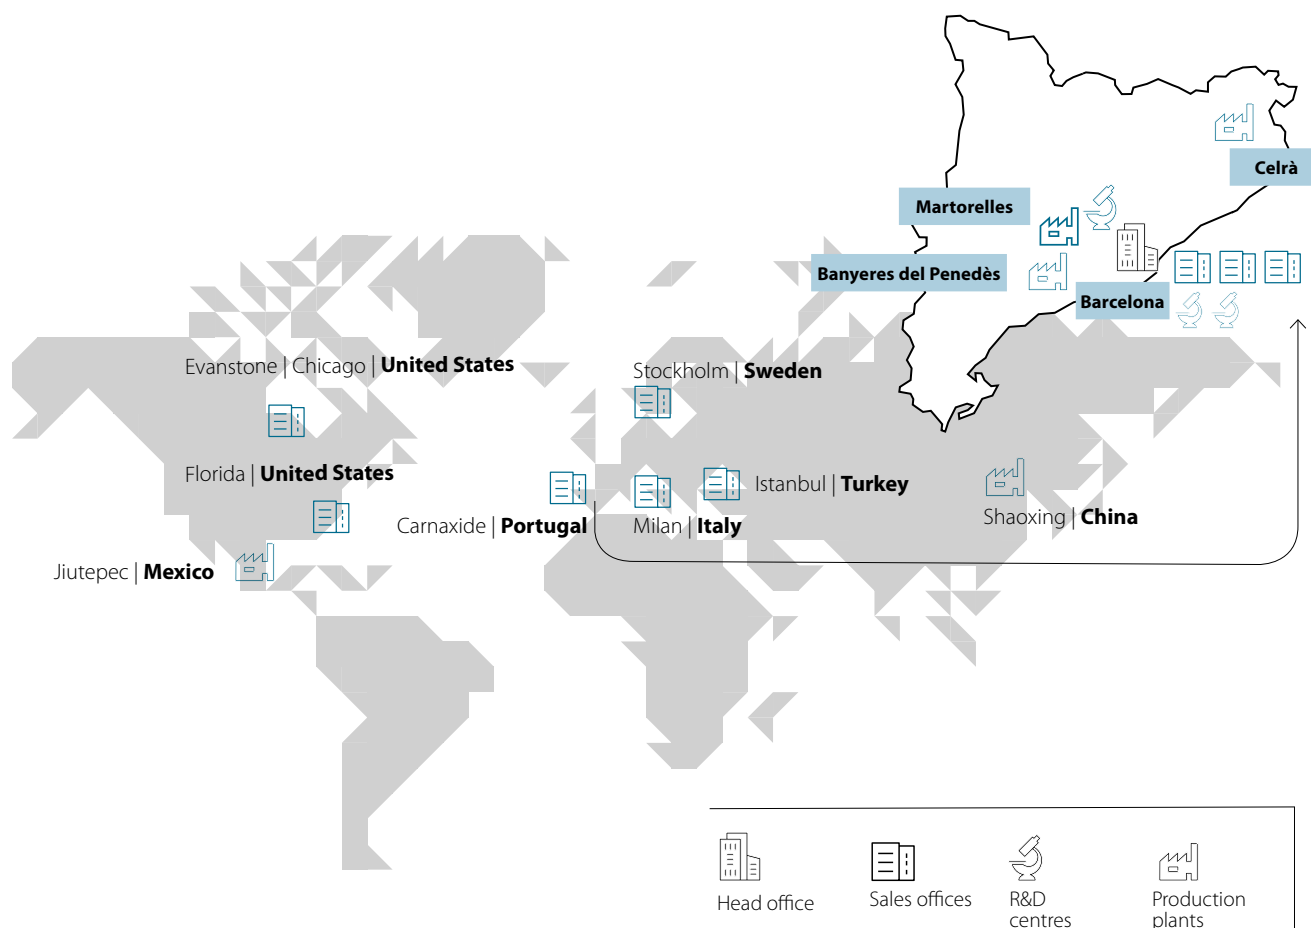 Celrà
Martorelles
Banyeres del Penedès
Barcelona
Evanstone | Chicago | United States
Stockholm | Sweden
Florida | United States
Istanbul | Turkey
Carnaxide | Portugal
Milan | Italy
Shaoxing | China
Jiutepec | Mexico
Head office
Sales offices
R&D
centres
Production
plants